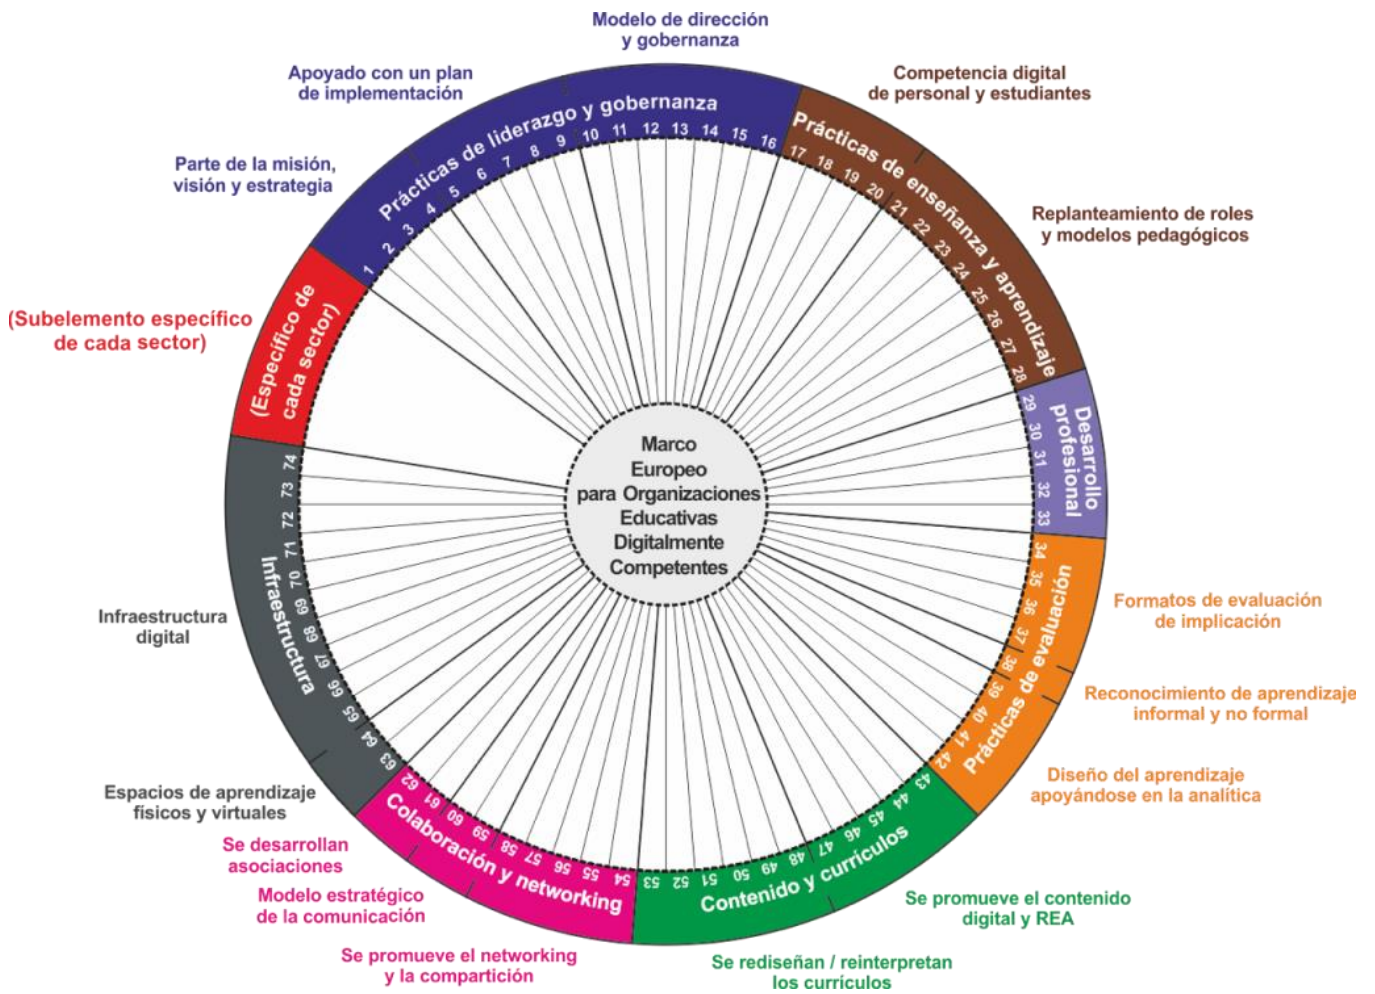 Modelo de dirección
y gobernanza
Apoyado con un plan
de implementación
Competencia digital
de personal y estudiantes
Parte de la misión,
visión y estrategia
Replanteamiento de roles
y modelos pedagógicos
(Subelemento específico
de cada sector)
Prácticas de liderazgo y gobernanza
1 2 3 4 5 6 7 8 9 10 11 12 13 14 15 16
Prácticas de enseñanza y aprendizaje
17 18 19 20 21 22 23 24 25 26 27 28
Desarrollo
profesional
29 30 31 32 33
Prácticas de evaluación
34 35 36 37 38 39 40 41 42
Contenido y currículos
43 44 45 46 47 48 49 50 51 52 53
Colaboración y networking
54 55 56 57 58 59 60 61 62
Infraestructura
63 64 65 66 67 68 69 70 71 72 73 74
(Específico de
cada sector)
Marco
Europeo
para Organizaciones
Educativas
Digitalmente
Competentes
Formatos de evaluación
de implicación
Reconocimiento de aprendizaje
informal y no formal
Diseño del aprendizaje
apoyándose en la analítica
Se promueve el contenido
digital y REA
Se rediseñan / reinterpretan
los currículos
Se promueve el networking
y la compartición
Modelo estratégico
de la comunicación
Se desarrollan
asociaciones
Espacios de aprendizaje
físicos y virtuales
Infraestructura
digital